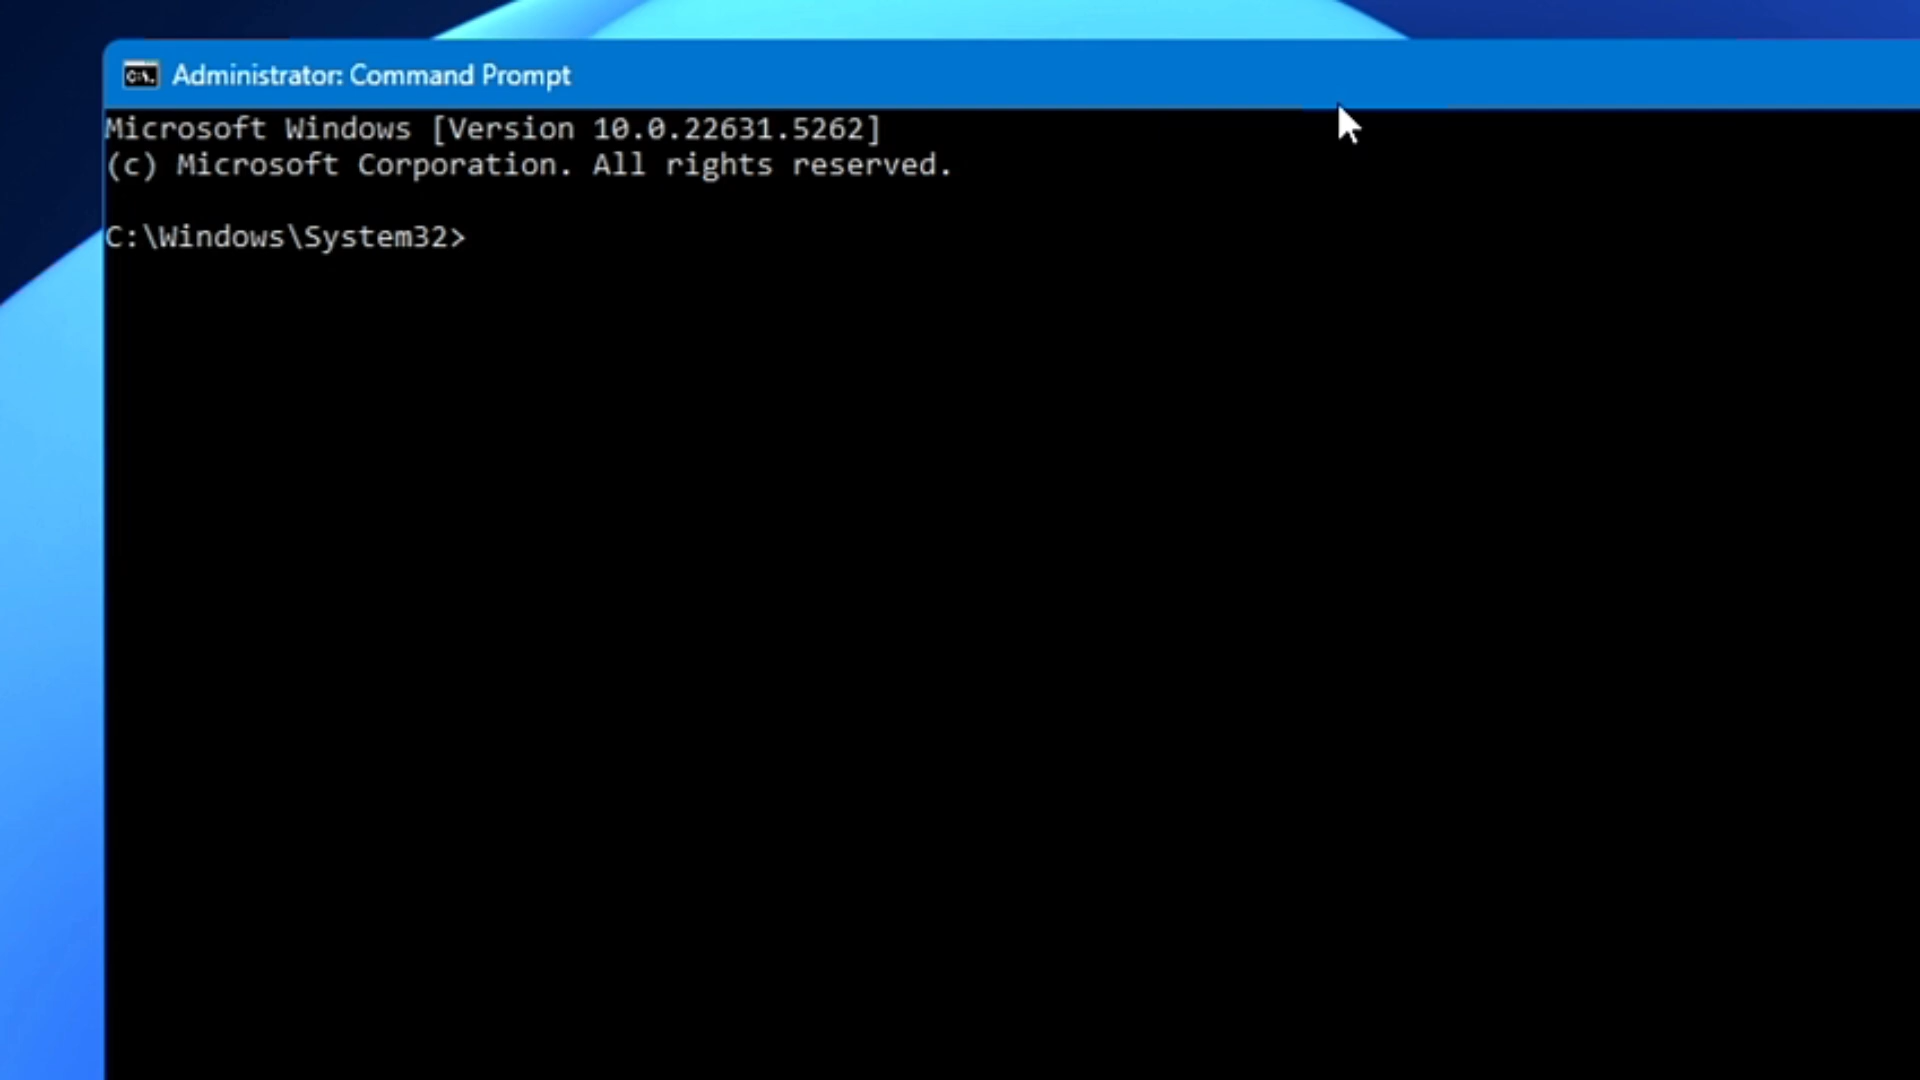 Administrator: Command Prompt
Microsoft Windows [Version 10.0.22631.5262]
(c) Microsoft Corporation. All rights reserved.
C:\Windows\System32>